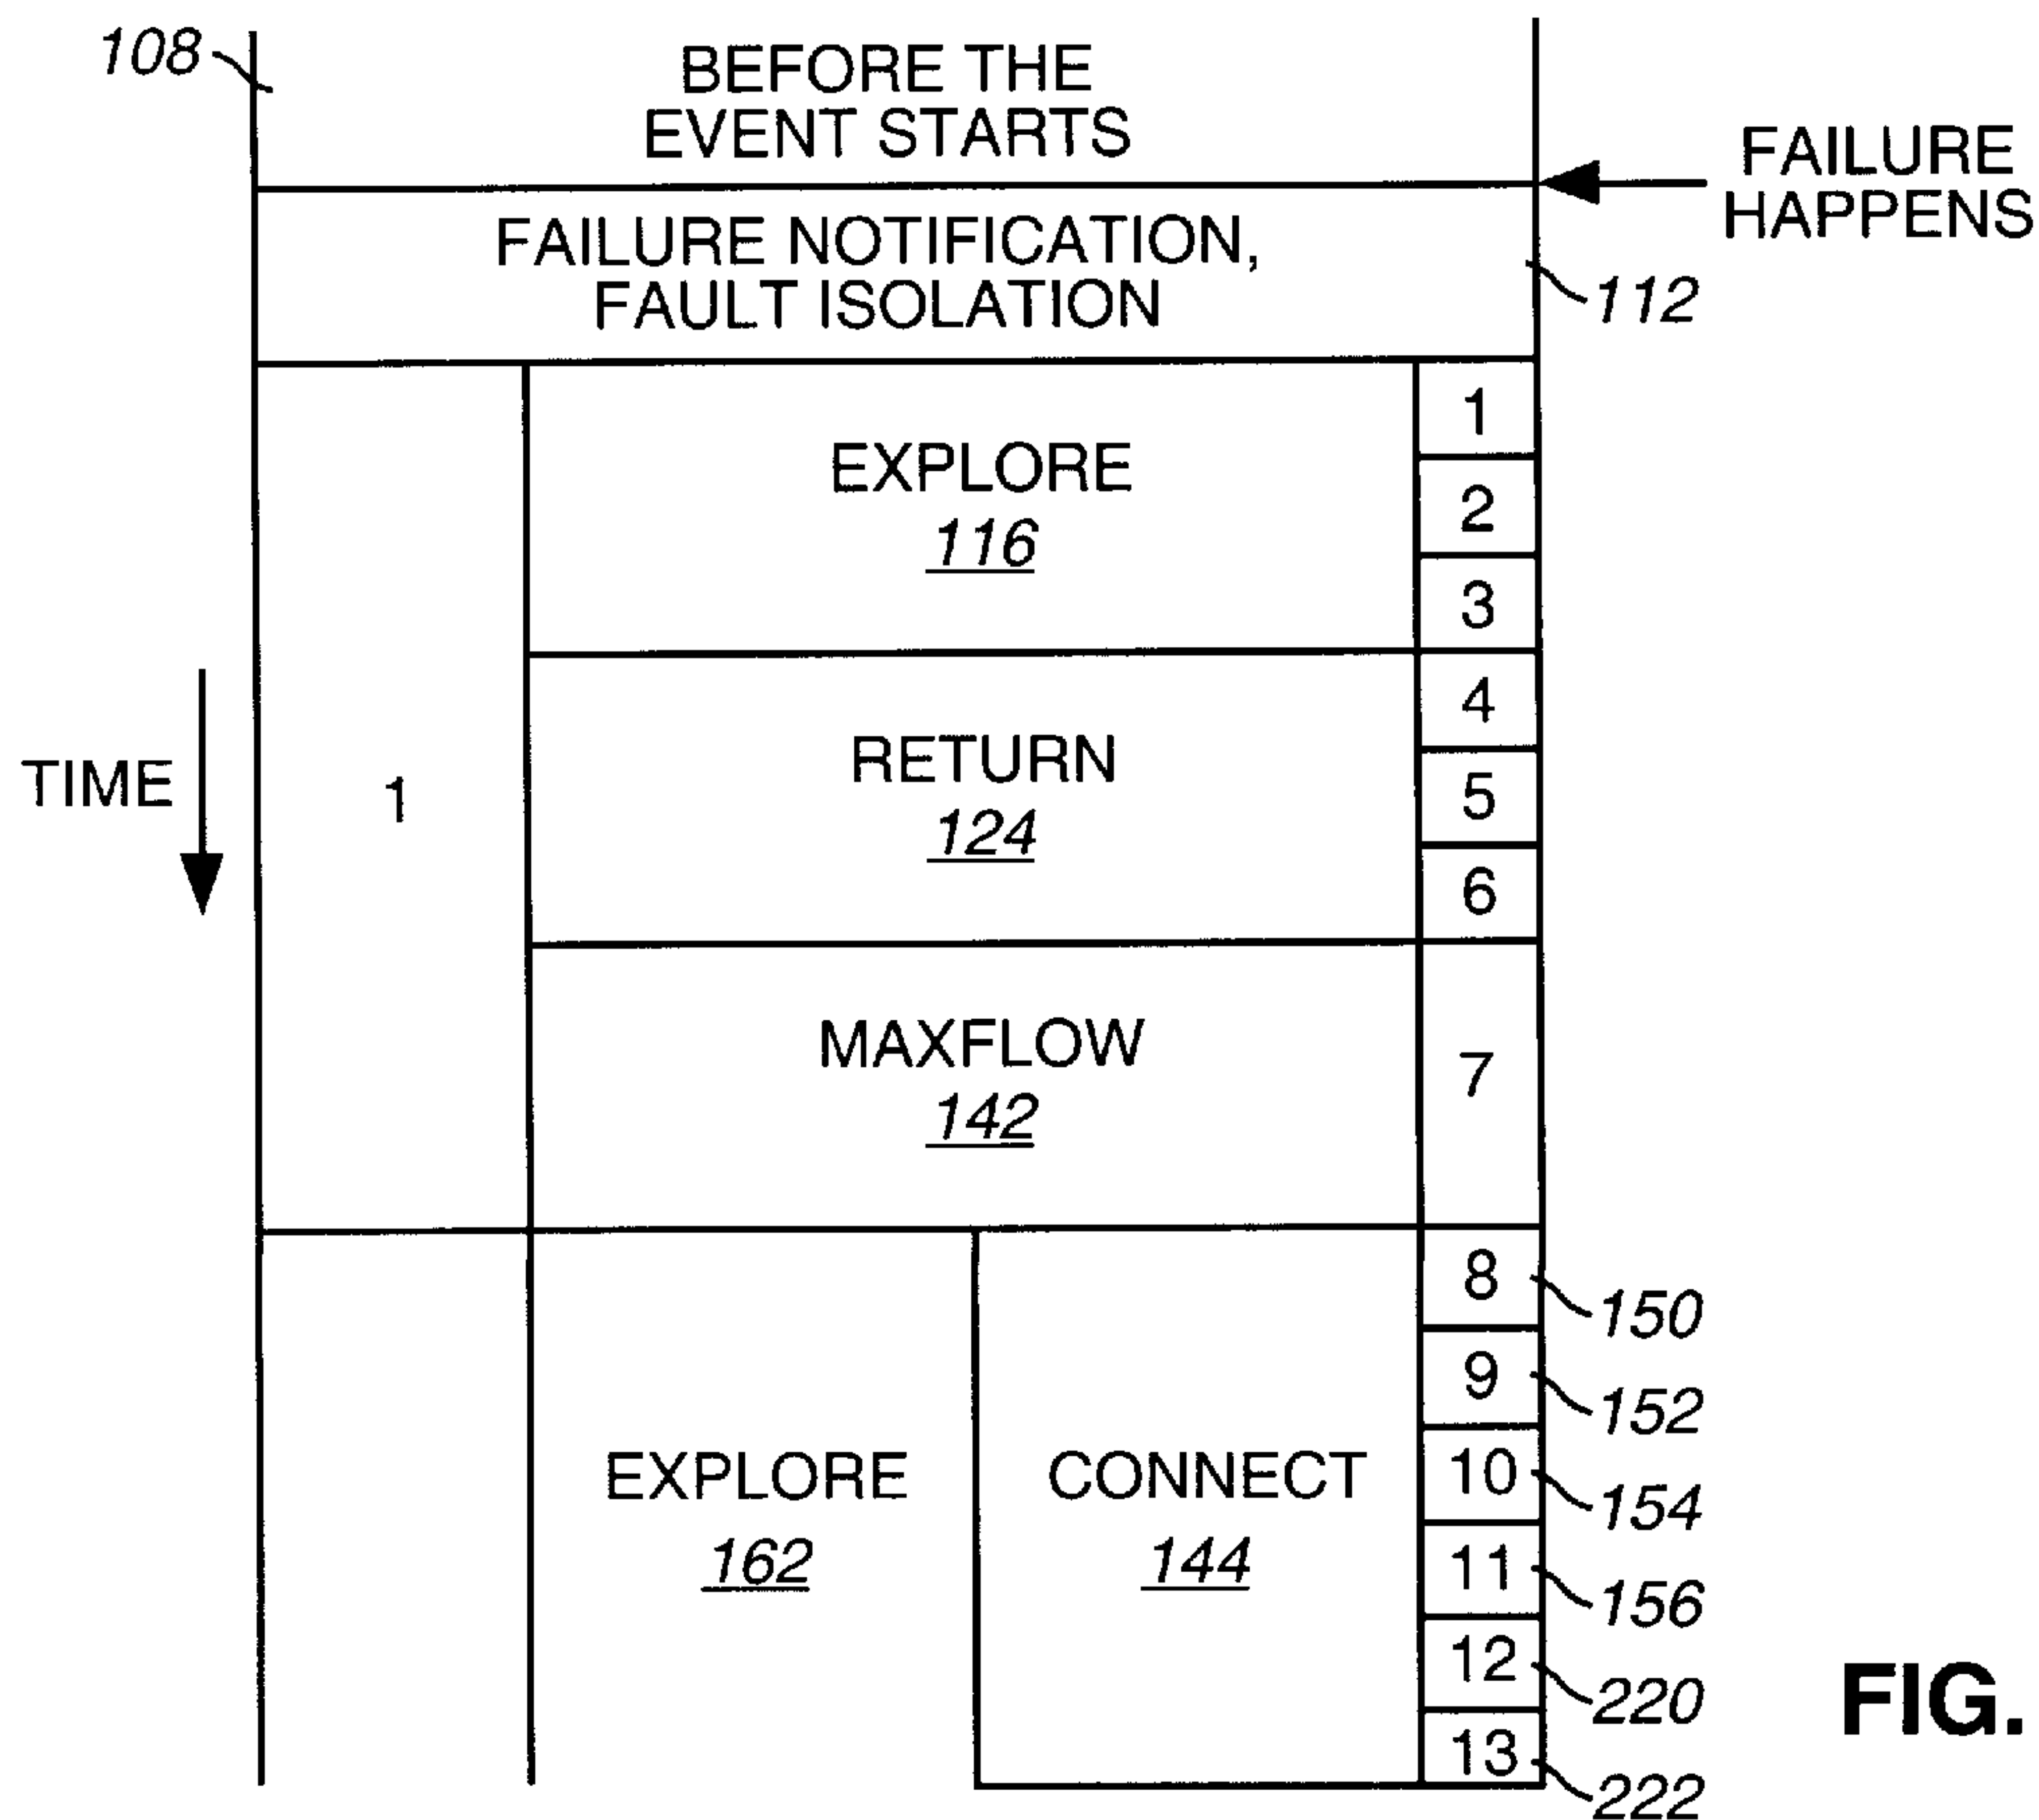 108
BEFORE THE
EVENT STARTS
FAILURE
HAPPENS
FAILURE NOTIFICATION,
FAULT ISOLATION
112
1
EXPLORE
116
2
3
4
RETURN
124
5
TIME
1
6
MAXFLOW
142
7
8
150
9
152
EXPLORE
162
CONNECT
144
10
154
11
156
12
220
13
222
FIG.